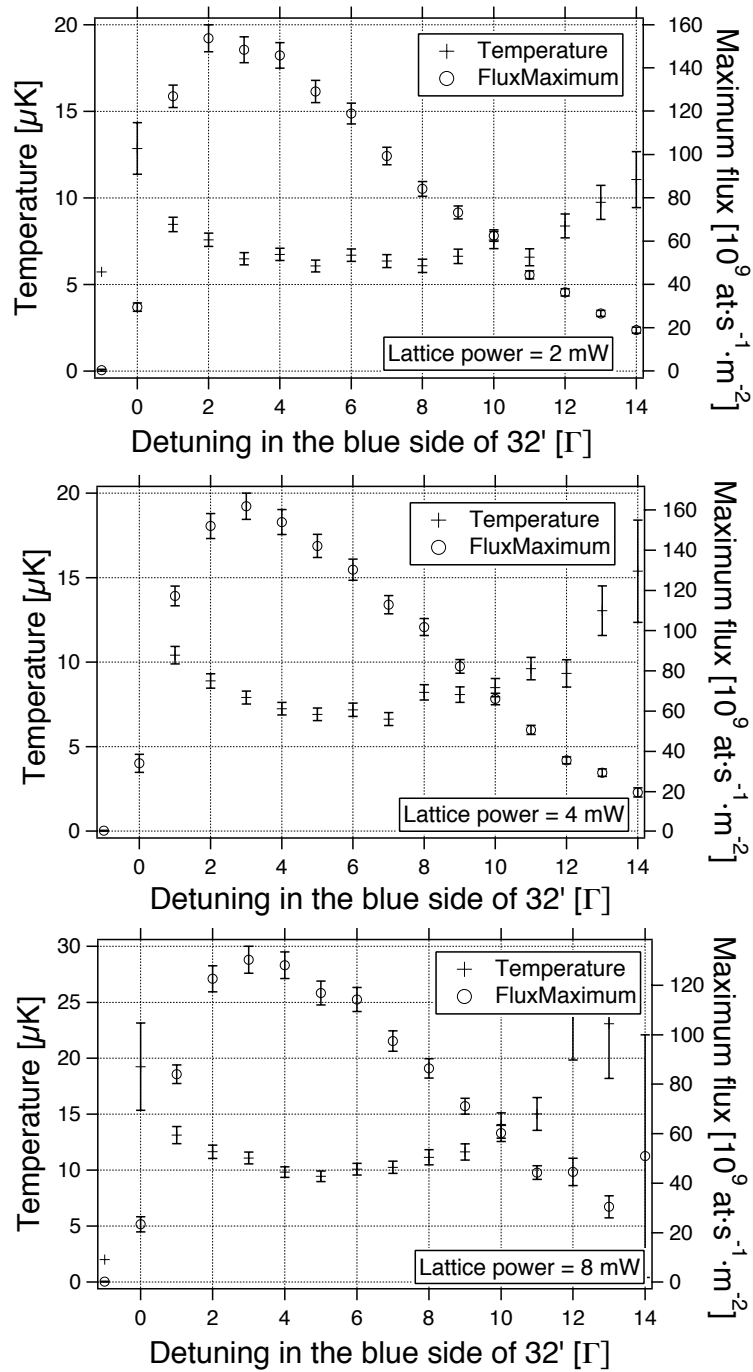 20
15
10
5
0
Temperature [µK]
160
140
120
100
80
60
40
20
0
Maximum flux [10^9 at·s^-1·m^-2]
Temperature
FluxMaximum
Lattice power = 2 mW
0 2 4 6 8 10 12 14
Detuning in the blue side of 32' [Γ]
20
15
10
5
0
Temperature [µK]
160
140
120
100
80
60
40
20
0
Maximum flux [10^9 at·s^-1·m^-2]
Temperature
FluxMaximum
Lattice power = 4 mW
0 2 4 6 8 10 12 14
Detuning in the blue side of 32' [Γ]
30
25
20
15
10
5
0
Temperature [µK]
120
100
80
60
40
20
0
Maximum flux [10^9 at·s^-1·m^-2]
Temperature
FluxMaximum
Lattice power = 8 mW
0 2 4 6 8 10 12 14
Detuning in the blue side of 32' [Γ]